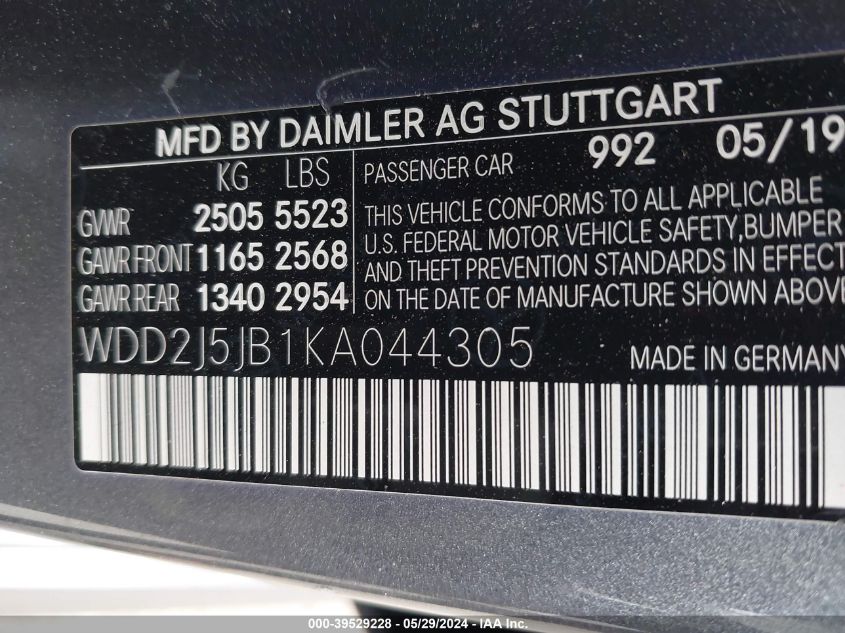 MFD BY DAIMLER AG STUTTGART
KG LBS
GVWR 2505 5523
GAWR FRONT 1165 2568
GAWR REAR 1340 2954
PASSENGER CAR 992 05/19
THIS VEHICLE CONFORMS TO ALL APPLICABLE
U.S. FEDERAL MOTOR VEHICLE SAFETY, BUMPER
AND THEFT PREVENTION STANDARDS IN EFFECT
ON THE DATE OF MANUFACTURE SHOWN ABOVE
WDD2J5JB1KA044305
MADE IN GERMANY
000-39529228 - 05/29/2024 - IAA Inc.